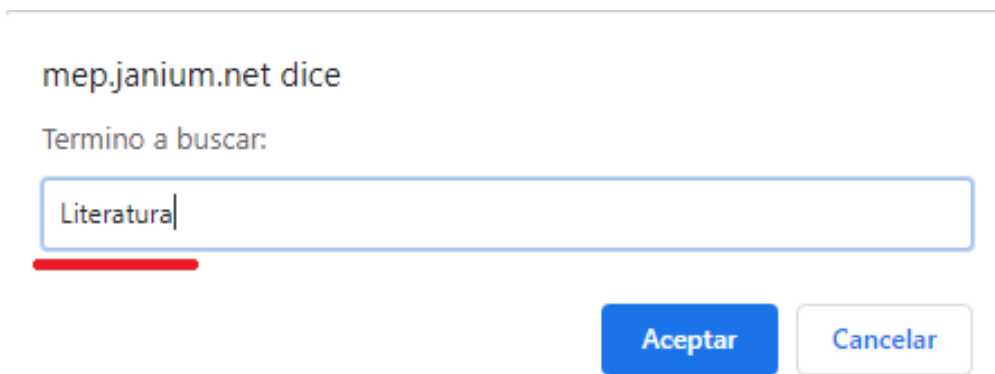 mep.janium.net dice
Termino a buscar:
Literatura
Aceptar Cancelar